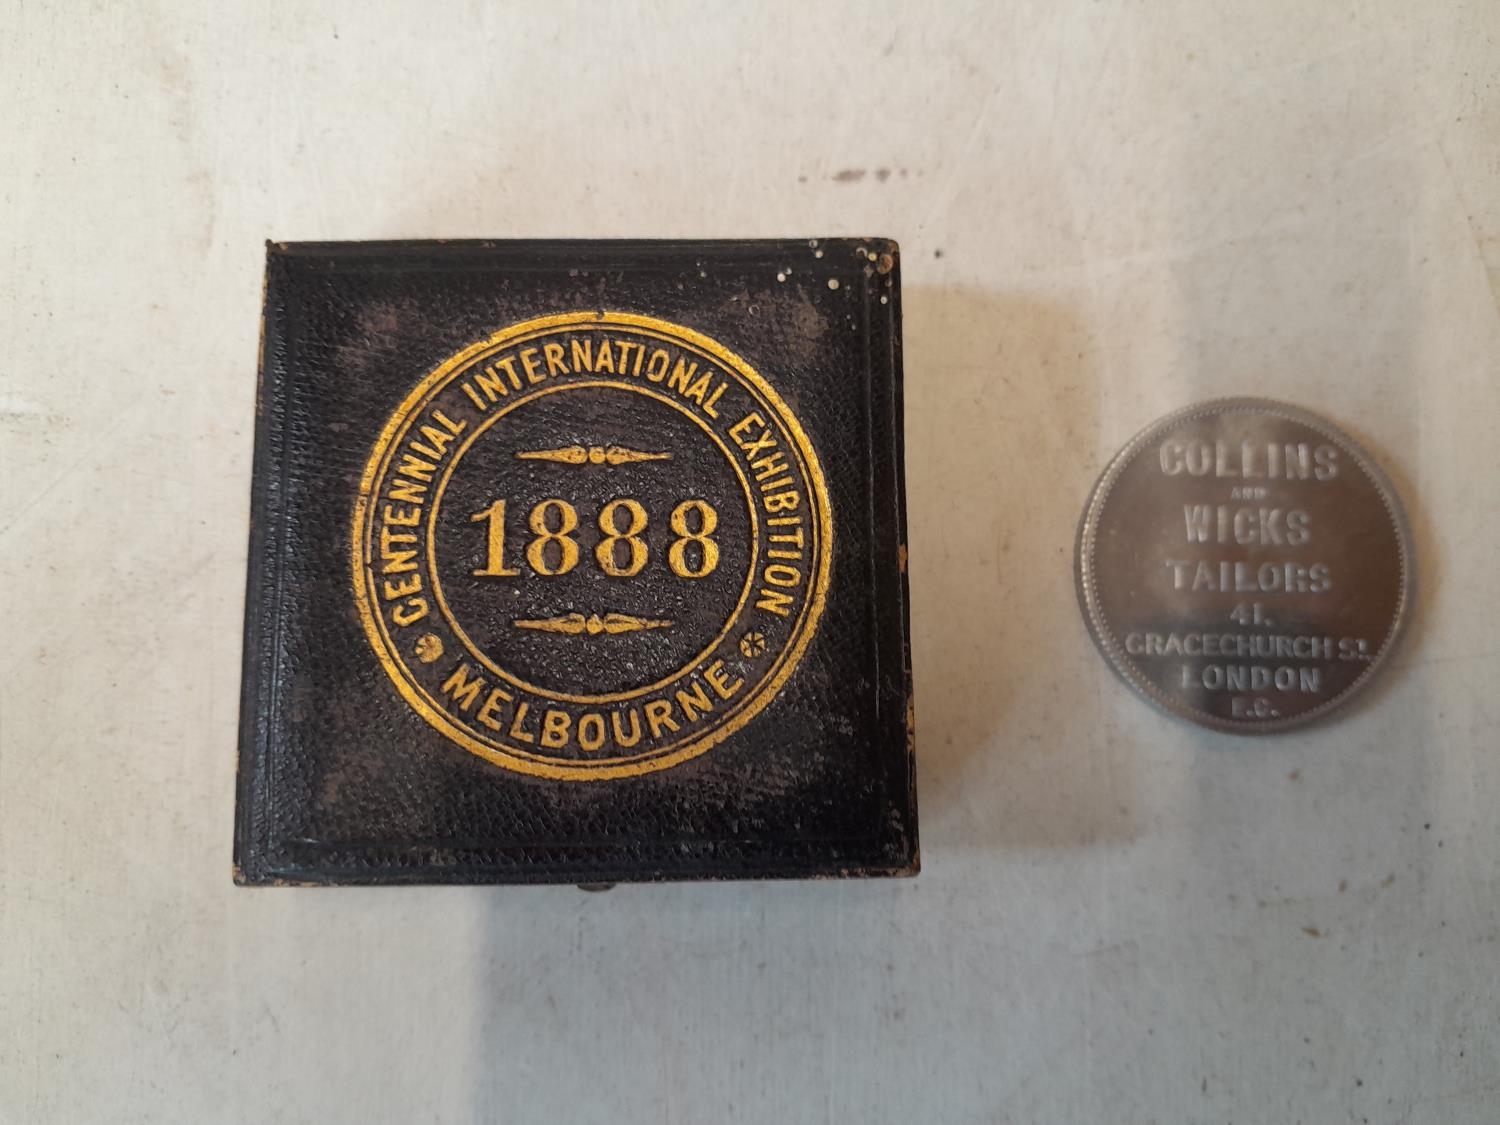 CENTENNIAL INTERNATIONAL EXHIBITION
1888
MELBOURNE
COLLINS
AND
WICKS
TAILORS
41.
GRACECHURCH ST.
LONDON
E.C.